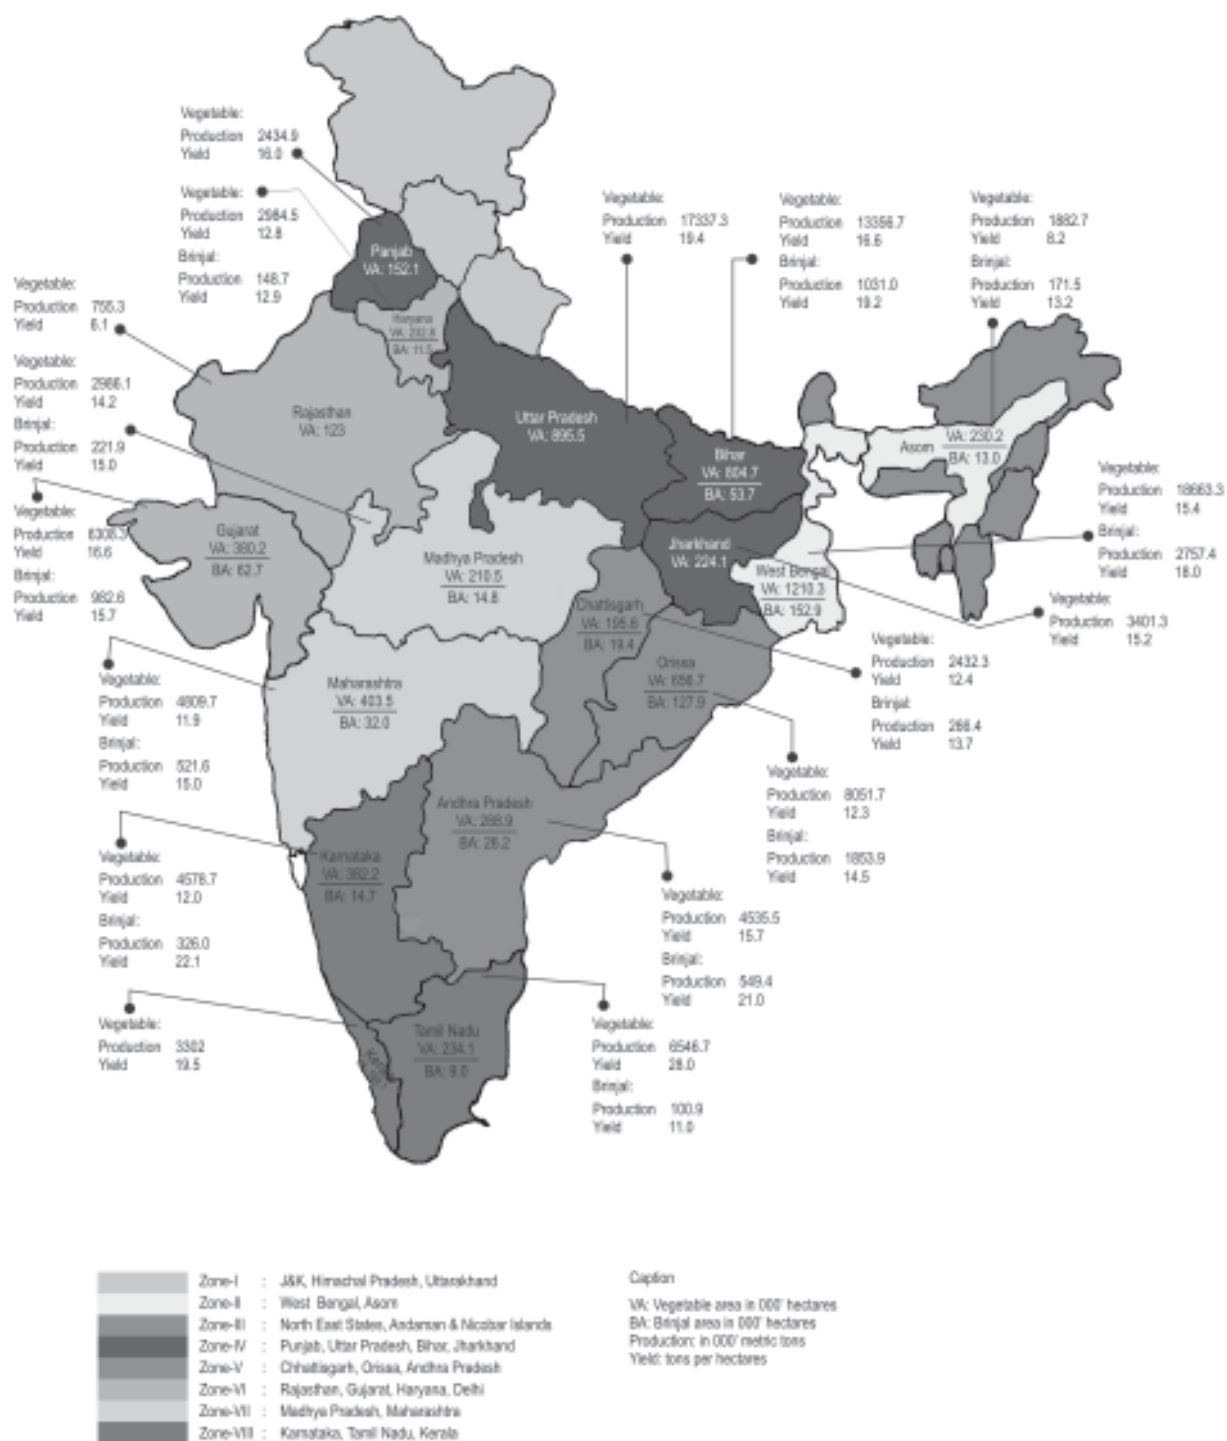 Vegetable:
Production 2434.9
Yield 16.0
Vegetable:
Production 2984.5
Yield 12.8
Brinjal:
Production 148.7
Yield 12.9
Vegetable:
Production 755.3
Yield 6.1
Vegetable:
Production 2986.1
Yield 14.2
Brinjal:
Production 221.9
Yield 15.0
Vegetable:
Production 6308.3
Yield 16.6
Brinjal:
Production 982.6
Yield 15.7
Vegetable:
Production 17337.3
Yield 19.4
Vegetable:
Production 13356.7
Yield 16.6
Brinjal:
Production 1031.0
Yield 19.2
Vegetable:
Production 1882.7
Yield 8.2
Brinjal:
Production 171.5
Yield 13.2
Panjab
VA: 152.1
Haryana
VA: 232.8
BA: 11.5
Rajasthan
VA: 123
Uttar Pradesh
VA: 895.5
Bihar
VA: 804.7
BA: 53.7
Asom
VA: 230.2
BA: 13.0
Vegetable:
Production 18663.3
Yield 15.4
Brinjal:
Production 2757.4
Yield 18.0
Gujarat
VA: 380.2
BA: 62.7
Madhya Pradesh
VA: 210.5
BA: 14.8
Jharkhand
VA: 224.1
West Bengal
VA: 1210.3
BA: 152.9
Vegetable:
Production 3401.3
Yield 15.2
Chattisgarh
VA: 195.6
BA: 19.4
Orissa
VA: 656.7
BA: 127.9
Vegetable:
Production 2432.3
Yield 12.4
Brinjal:
Production 266.4
Yield 13.7
Vegetable:
Production 4809.7
Yield 11.9
Brinjal:
Production 521.6
Yield 15.0
Maharashtra
VA: 403.5
BA: 32.0
Vegetable:
Production 8051.7
Yield 12.3
Brinjal:
Production 1853.9
Yield 14.5
Andhra Pradesh
VA: 288.9
BA: 26.2
Vegetable:
Production 4578.7
Yield 12.0
Brinjal:
Production 326.0
Yield 22.1
Karnataka
VA: 382.2
BA: 14.7
Vegetable:
Production 4535.5
Yield 15.7
Brinjal:
Production 549.4
Yield 21.0
Vegetable:
Production 3302
Yield 19.5
Kerala
Tamil Nadu
VA: 234.1
BA: 9.0
Vegetable:
Production 6546.7
Yield 28.0
Brinjal:
Production 100.9
Yield 11.0
Zone-I : J&K, Himachal Pradesh, Uttarakhand
Zone-II : West Bengal, Asom
Zone-III : North East States, Andaman & Nicobar Islands
Zone-IV : Punjab, Uttar Pradesh, Bihar, Jharkhand
Zone-V : Chhattisgarh, Orissa, Andhra Pradesh
Zone-VI : Rajasthan, Gujarat, Haryana, Delhi
Zone-VII : Madhya Pradesh, Maharashtra
Zone-VIII : Karnataka, Tamil Nadu, Kerala
Caption
VA: Vegetable area in 000' hectares
BA: Brinjal area in 000' hectares
Production: in 000' metric tons
Yield: tons per hectares